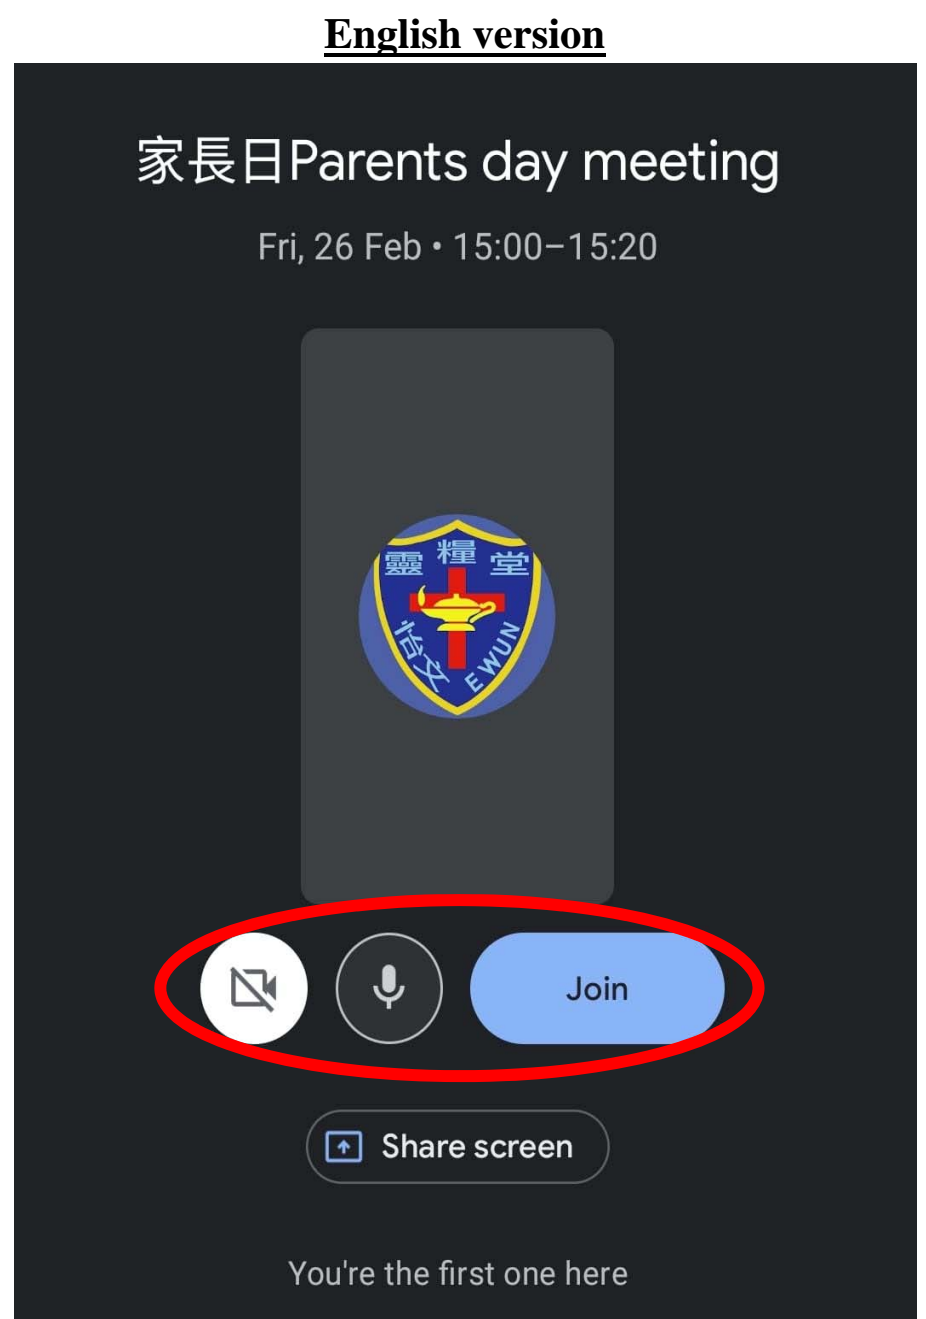 English version
家長日Parents day meeting
Fri, 26 Feb • 15:00–15:20
靈糧堂
怡文 EWUN
Join
Share screen
You're the first one here